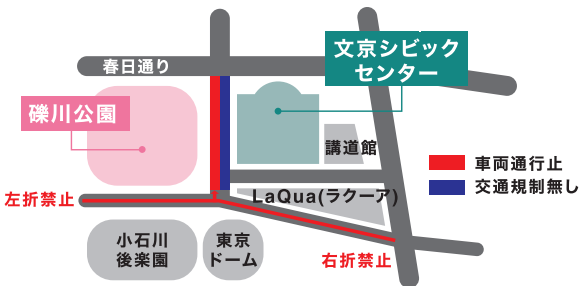 春日通り
文京シビック
センター
礫川公園
講道館
車両通行止
交通規制無し
LaQua(ラクーア)
左折禁止
小石川
後楽園
東京
ドーム
右折禁止